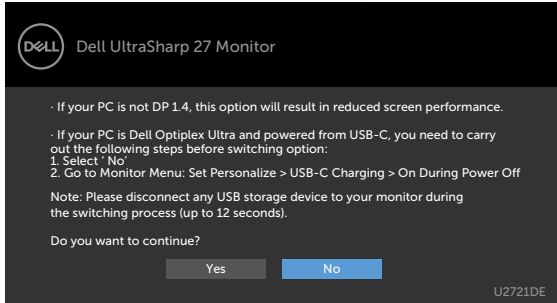 DELL
Dell UltraSharp 27 Monitor
· If your PC is not DP 1.4, this option will result in reduced screen performance.
· If your PC is Dell Optiplex Ultra and powered from USB-C, you need to carry
out the following steps before switching option:
1. Select ‘ No’
2. Go to Monitor Menu: Set Personalize > USB-C Charging > On During Power Off
Note: Please disconnect any USB storage device to your monitor during
the switching process (up to 12 seconds).
Do you want to continue?
Yes No
U2721DE